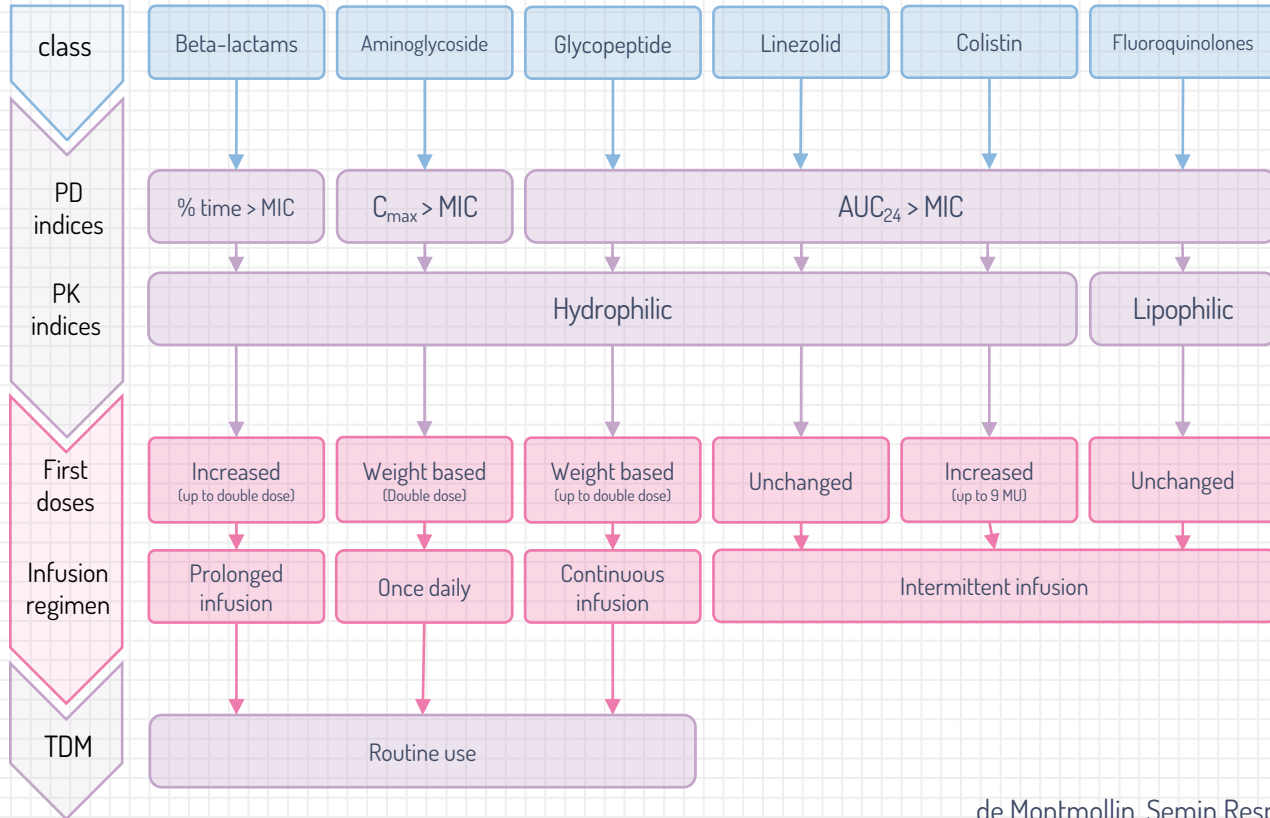 class
Beta-lactams
Aminoglycoside
Glycopeptide
Linezolid
Colistin
Fluoroquinolones
PD
indices
% time > MIC
Cmax > MIC
AUC24 > MIC
PK
indices
Hydrophilic
Lipophilic
First
doses
Increased
(up to double dose)
Weight based
(Double dose)
Weight based
(up to double dose)
Unchanged
Increased
(up to 9 MU)
Unchanged
Infusion
regimen
Prolonged
infusion
Once daily
Continuous
infusion
Intermittent infusion
TDM
Routine use
de Montmollin, Semin